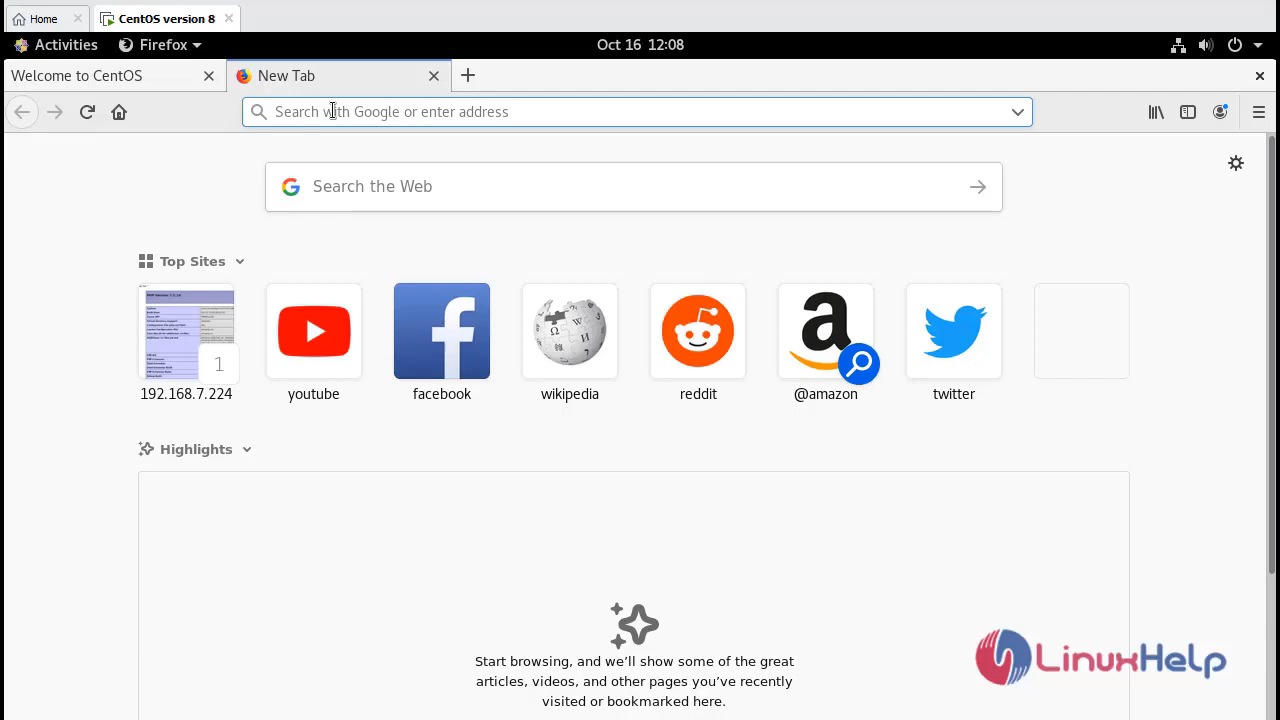 Home
CentOS version 8
Activities
Firefox
Oct 16 12:08
Welcome to CentOS
New Tab
Search with Google or enter address
Search the Web
Top Sites
1
192.168.7.224
youtube
facebook
wikipedia
reddit
@amazon
twitter
Highlights
Start browsing, and we'll show some of the great
articles, videos, and other pages you've recently
visited or bookmarked here.
LinuxHelp